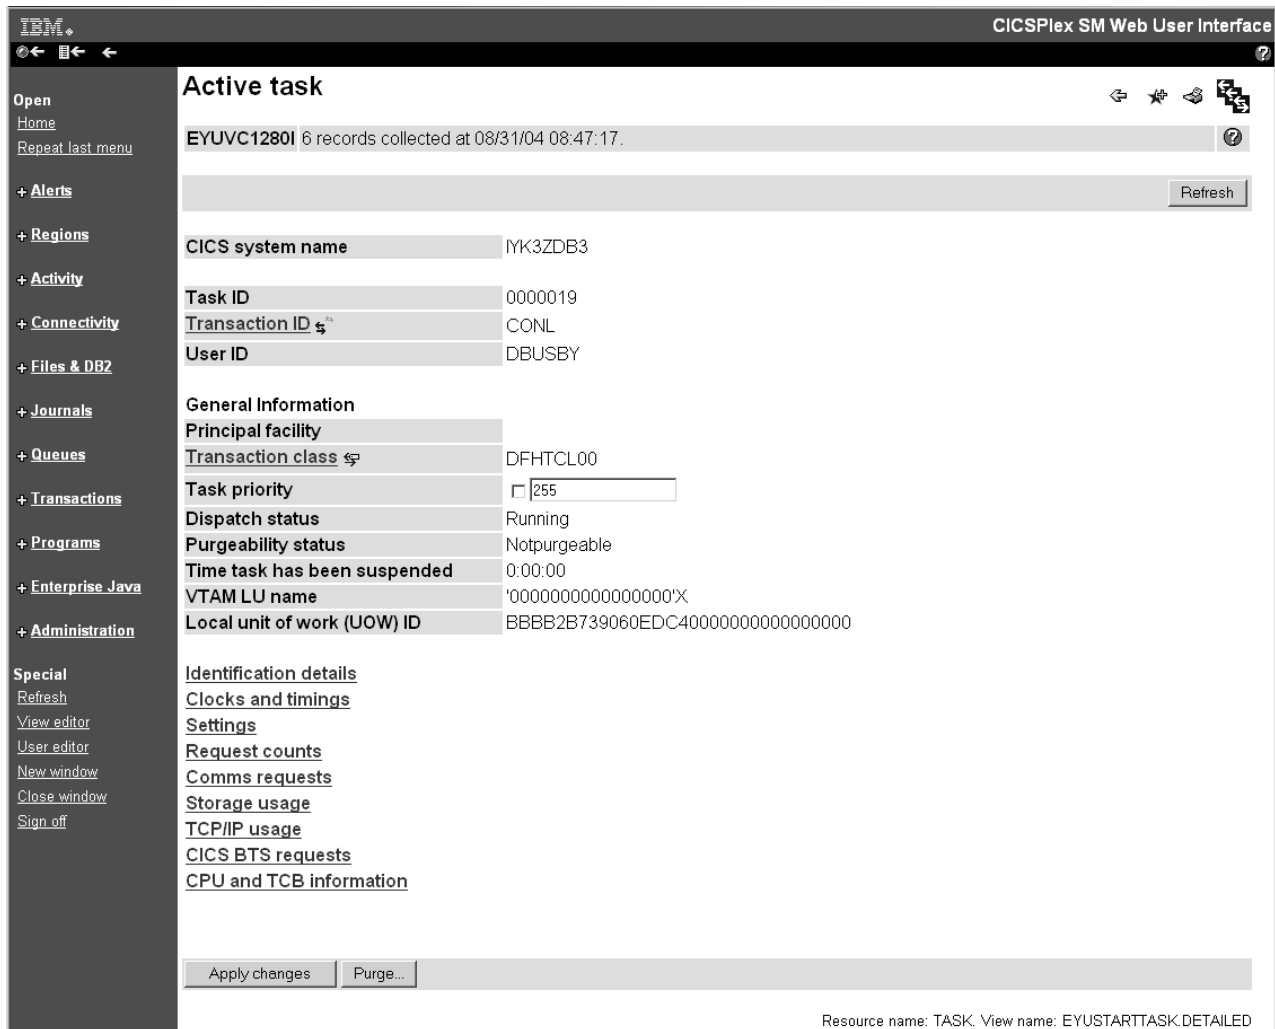 IBM.
CICSPlex SM Web User Interface
Active task
Open
Home
Repeat last menu
+ Alerts
+ Regions
+ Activity
+ Connectivity
+ Files & DB2
+ Journals
+ Queues
+ Transactions
+ Programs
+ Enterprise Java
+ Administration
Special
Refresh
View editor
User editor
New window
Close window
Sign off
EYUVC1280I 6 records collected at 08/31/04 08:47:17.
Refresh
CICS system name IYK3ZDB3
Task ID 0000019
Transaction ID CONL
User ID DBUSBY
General Information
Principal facility
Transaction class DFHTCL00
Task priority 255
Dispatch status Running
Purgeability status Notpurgeable
Time task has been suspended 0:00:00
VTAM LU name '0000000000000000'X
Local unit of work (UOW) ID BBBB2B739060EDC40000000000000000
Identification details
Clocks and timings
Settings
Request counts
Comms requests
Storage usage
TCP/IP usage
CICS BTS requests
CPU and TCB information
Apply changes Purge...
Resource name: TASK. View name: EYUSTARTTASK.DETAILED